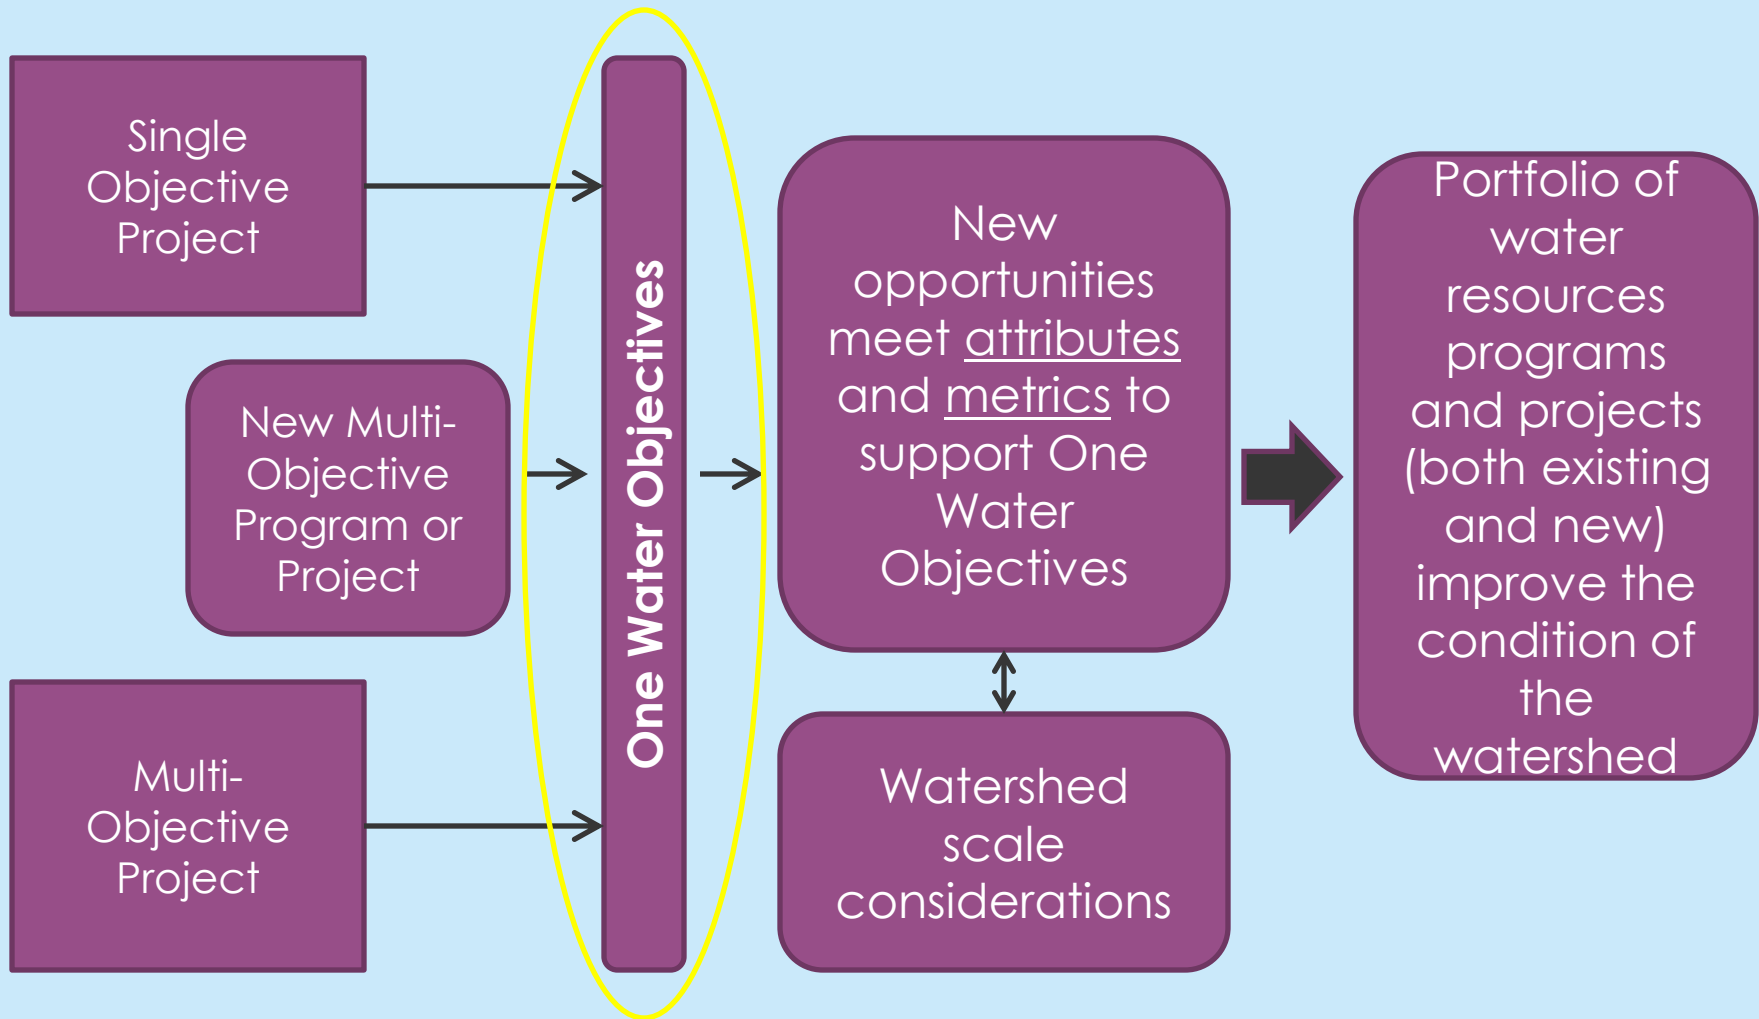 Single
Objective
Project
New Multi-
Objective
Program or
Project
Multi-
Objective
Project
One Water Objectives
New
opportunities
meet attributes
and metrics to
support One
Water
Objectives
Watershed
scale
considerations
Portfolio of
water
resources
programs
and projects
(both existing
and new)
improve the
condition of
the
watershed